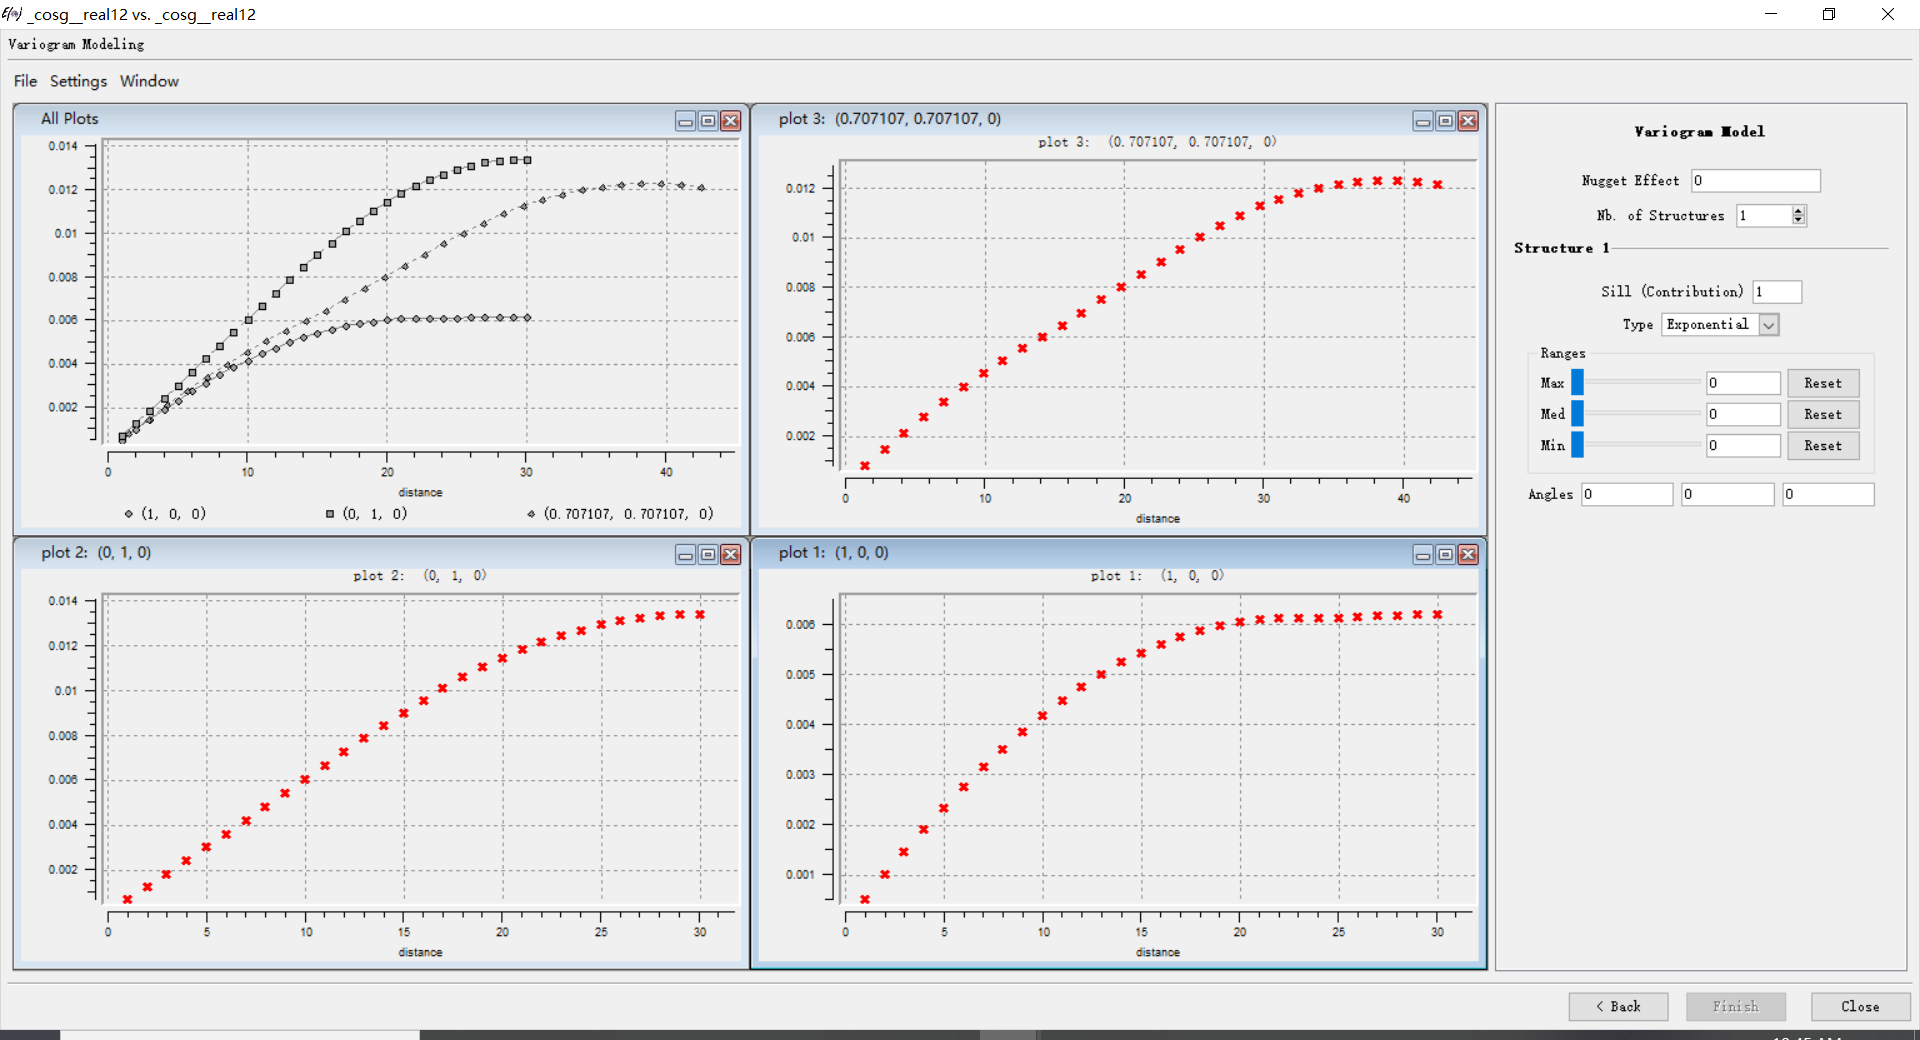 E(n) _cosg__real12 vs. _cosg__real12
Variogram Modeling
File Settings Window
All Plots
0.014
0.012
0.01
0.008
0.006
0.004
0.002
0 10 20 30 40
distance
(1, 0, 0) (0, 1, 0) (0.707107, 0.707107, 0)
plot 3: (0.707107, 0.707107, 0)
plot 3: (0.707107, 0.707107, 0)
0.012
0.01
0.008
0.006
0.004
0.002
0 10 20 30 40
distance
plot 2: (0, 1, 0)
plot 2: (0, 1, 0)
0.014
0.012
0.01
0.008
0.006
0.004
0.002
0 5 10 15 20 25 30
distance
plot 1: (1, 0, 0)
plot 1: (1, 0, 0)
0.006
0.005
0.004
0.003
0.002
0.001
0 5 10 15 20 25 30
distance
Variogram Model
Nugget Effect 0
Nb. of Structures 1
Structure 1
Sill (Contribution) 1
Type Exponential
Ranges
Max 0 Reset
Med 0 Reset
Min 0 Reset
Angles 0 0 0
< Back Finish Close